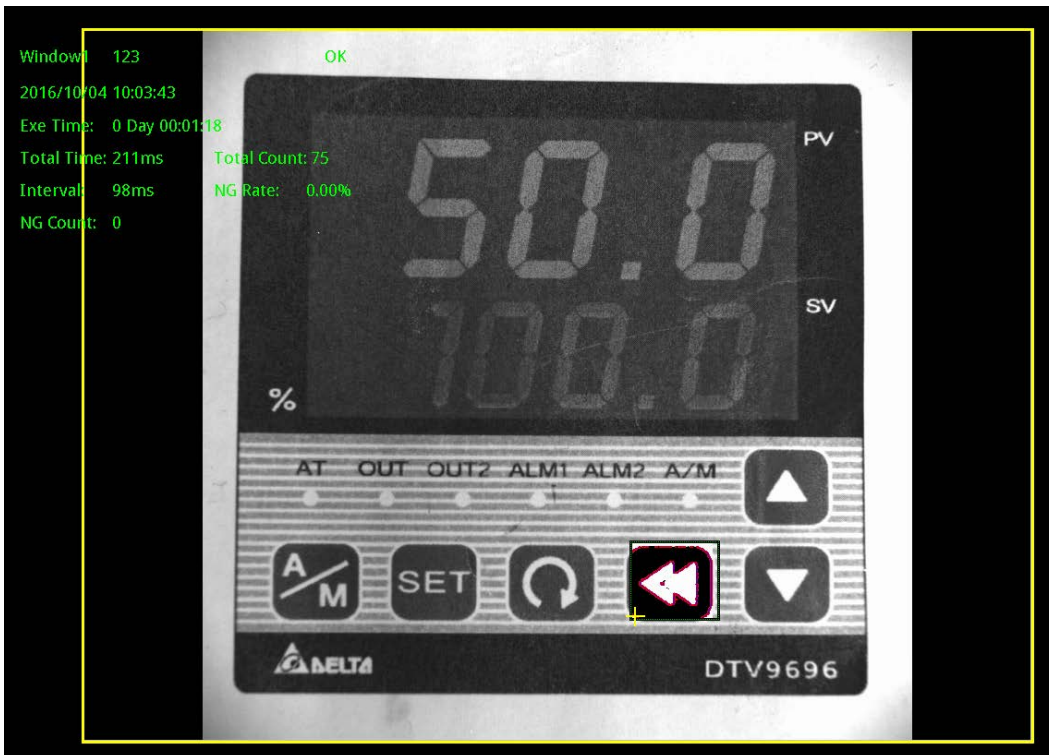 Window1 123 OK
2016/10/04 10:03:43
Exe Time: 0 Day 00:01:18
Total Time: 211ms Total Count: 75
Interval: 98ms NG Rate: 0.00%
NG Count: 0
50.0 PV
100.0 SV
%
AT OUT OUT2 ALM1 ALM2 A/M
A/M SET
DELTA DTV9696